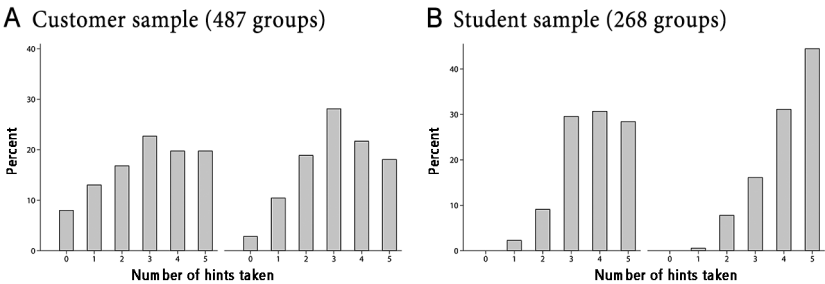 A Customer sample (487 groups)
40
30
20
10
0
Percent
0 1 2 3 4 5 0 1 2 3 4 5
Number of hints taken
B Student sample (268 groups)
40
30
20
10
0
Percent
0 1 2 3 4 5 0 1 2 3 4 5
Number of hints taken